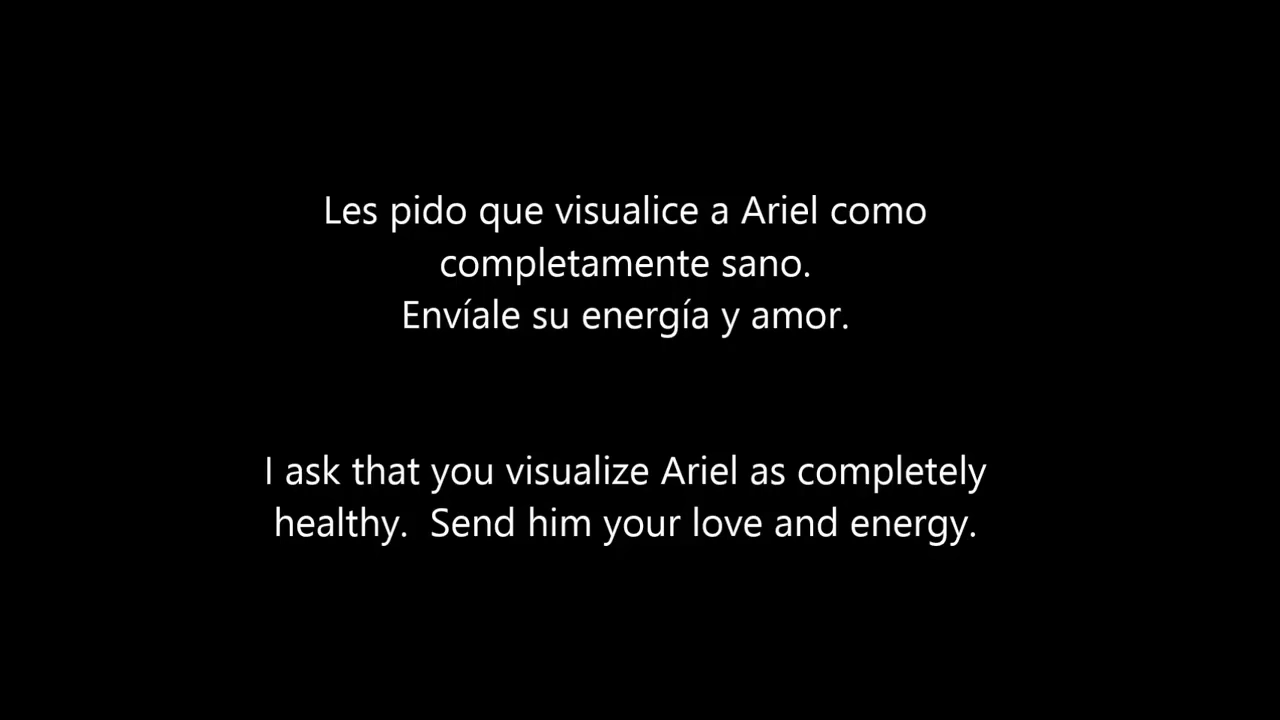 Les pido que visualice a Ariel como
completamente sano.
Envíale su energía y amor.
I ask that you visualize Ariel as completely
healthy.  Send him your love and energy.